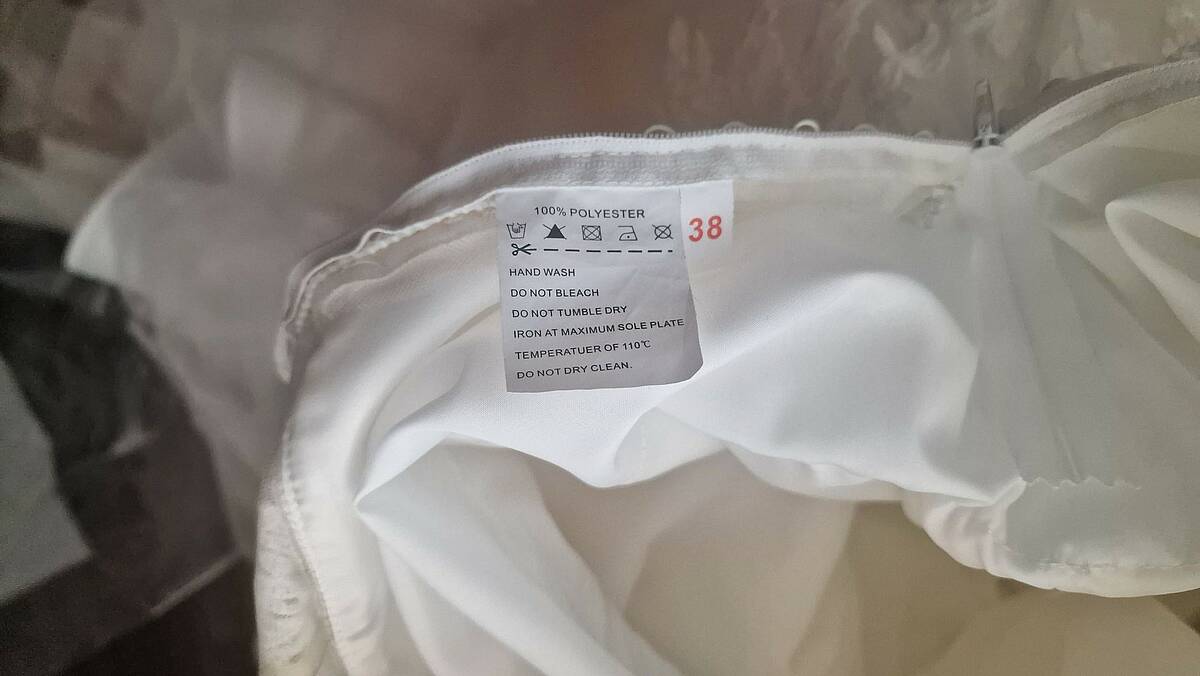 100% POLYESTER
38
HAND WASH
DO NOT BLEACH
DO NOT TUMBLE DRY
IRON AT MAXIMUM SOLE PLATE
TEMPERATUER OF 110℃
DO NOT DRY CLEAN.